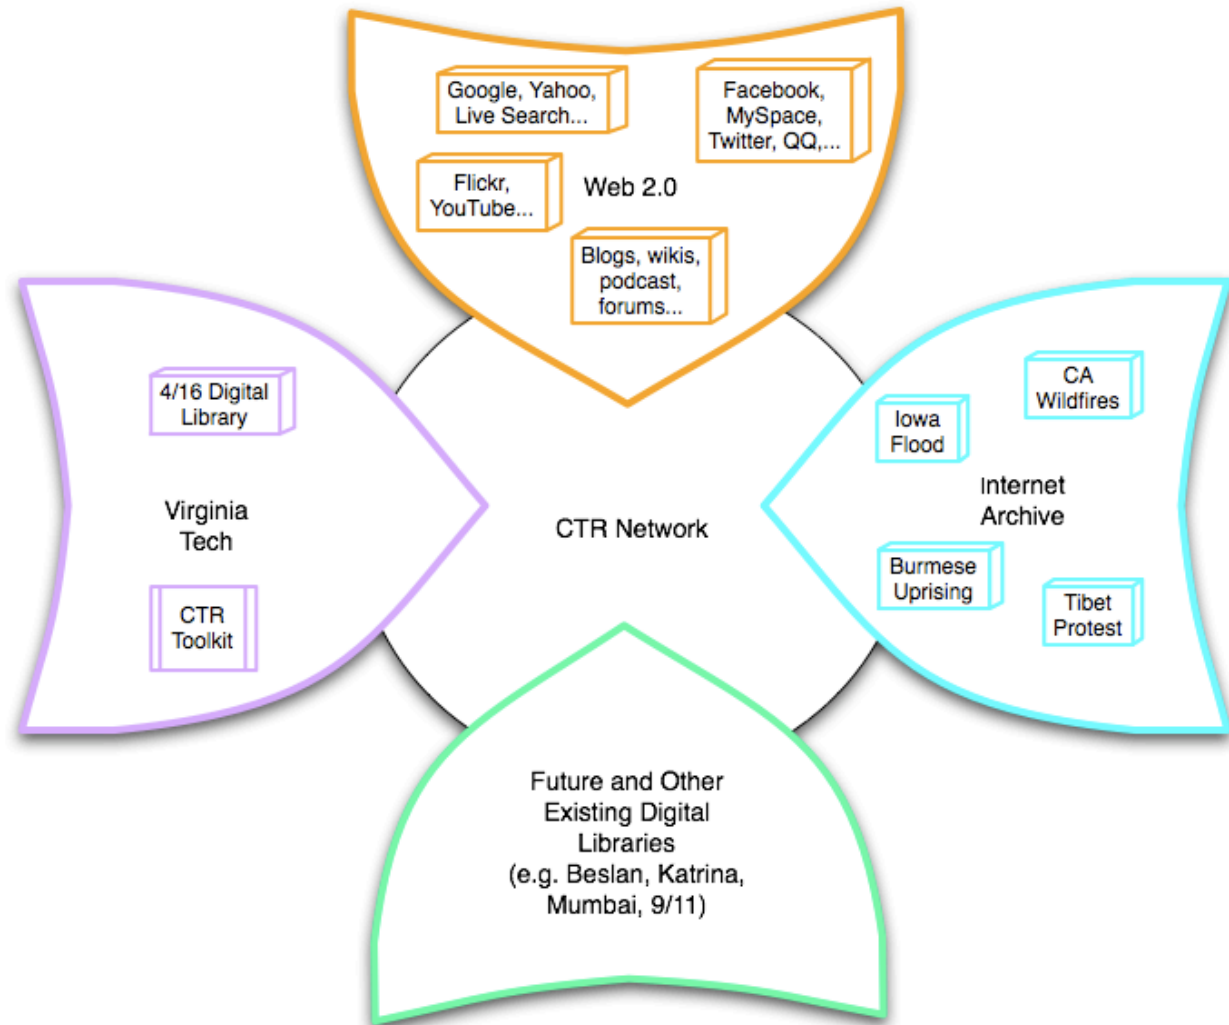 Google, Yahoo,
Live Search...
Facebook,
MySpace,
Twitter, QQ,...
Flickr,
YouTube...
Web 2.0
Blogs, wikis,
podcast,
forums...
4/16 Digital
Library
Virginia
Tech
CTR
Toolkit
CTR Network
CA
Wildfires
Iowa
Flood
Internet
Archive
Burmese
Uprising
Tibet
Protest
Future and Other
Existing Digital
Libraries
(e.g. Beslan, Katrina,
Mumbai, 9/11)